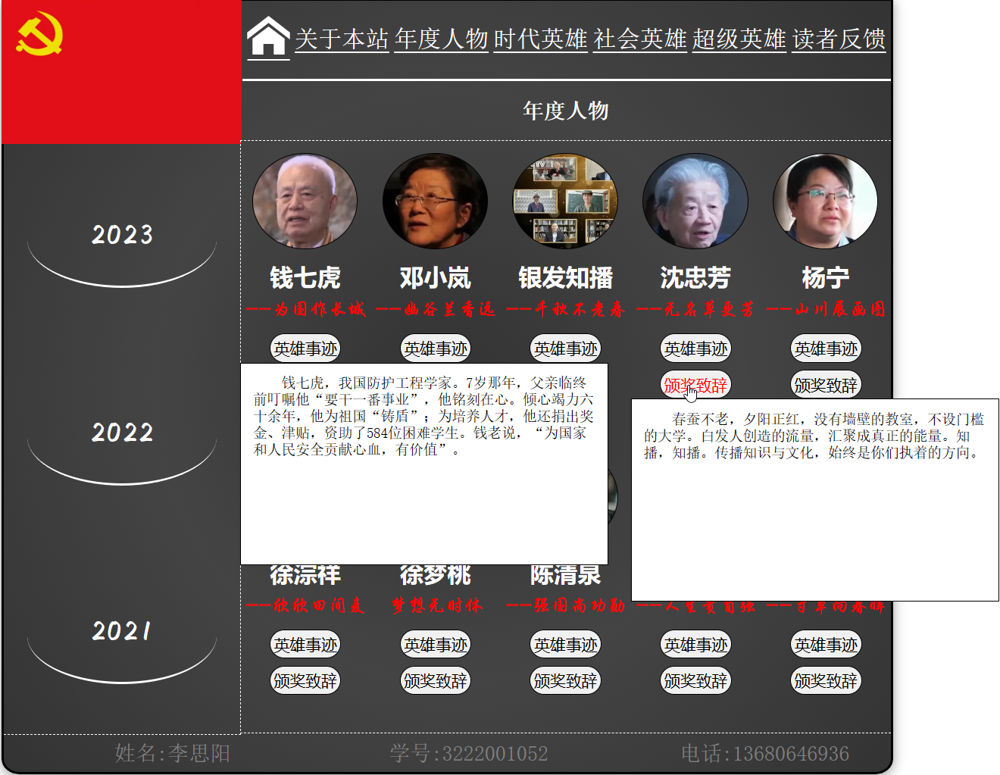 关于本站 年度人物 时代英雄 社会英雄 超级英雄 读者反馈
年度人物
2023
2022
2021
钱七虎 邓小岚 银发知播 沈忠芳 杨宁
——为国作长城 ——幽谷兰香远 ——千秋不老春 ——无名草更芳 ——山川展画图
英雄事迹 英雄事迹 英雄事迹 英雄事迹 英雄事迹
颁奖致辞 颁奖致辞
钱七虎，我国防护工程学家。7岁那年，父亲临终
前叮嘱他“要干一番事业”，他铭刻在心。倾心竭力六
十余年，他为祖国“铸盾”；为培养人才，他还捐出奖
金、津贴，资助了584位困难学生。钱老说，“为国家
和人民安全贡献心血，有价值”。
春蚕不老，夕阳正红，没有墙壁的教室，不设门槛
的大学。白发人创造的流量，汇聚成真正的能量。知
播，知播。传播知识与文化，始终是你们执着的方向。
徐淙祥 徐梦桃 陈清泉
——欣欣田间麦 梦想无时休 ——强国尚功勋 ——人生贵自强 ——寸草向春晖
英雄事迹 英雄事迹 英雄事迹 英雄事迹 英雄事迹
颁奖致辞 颁奖致辞 颁奖致辞 颁奖致辞 颁奖致辞
姓名:李思阳 学号:3222001052 电话:13680646936